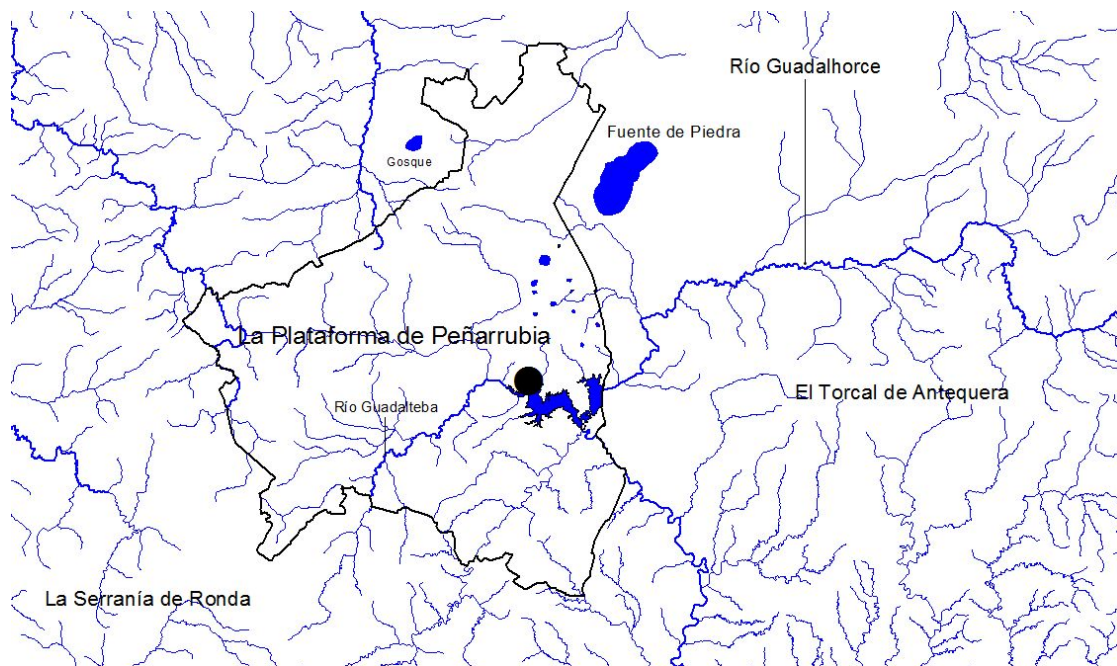 Río Guadalhorce
Fuente de Piedra
Gosque
La Plataforma de Peñarrubia
El Torcal de Antequera
Río Guadalteba
La Serranía de Ronda